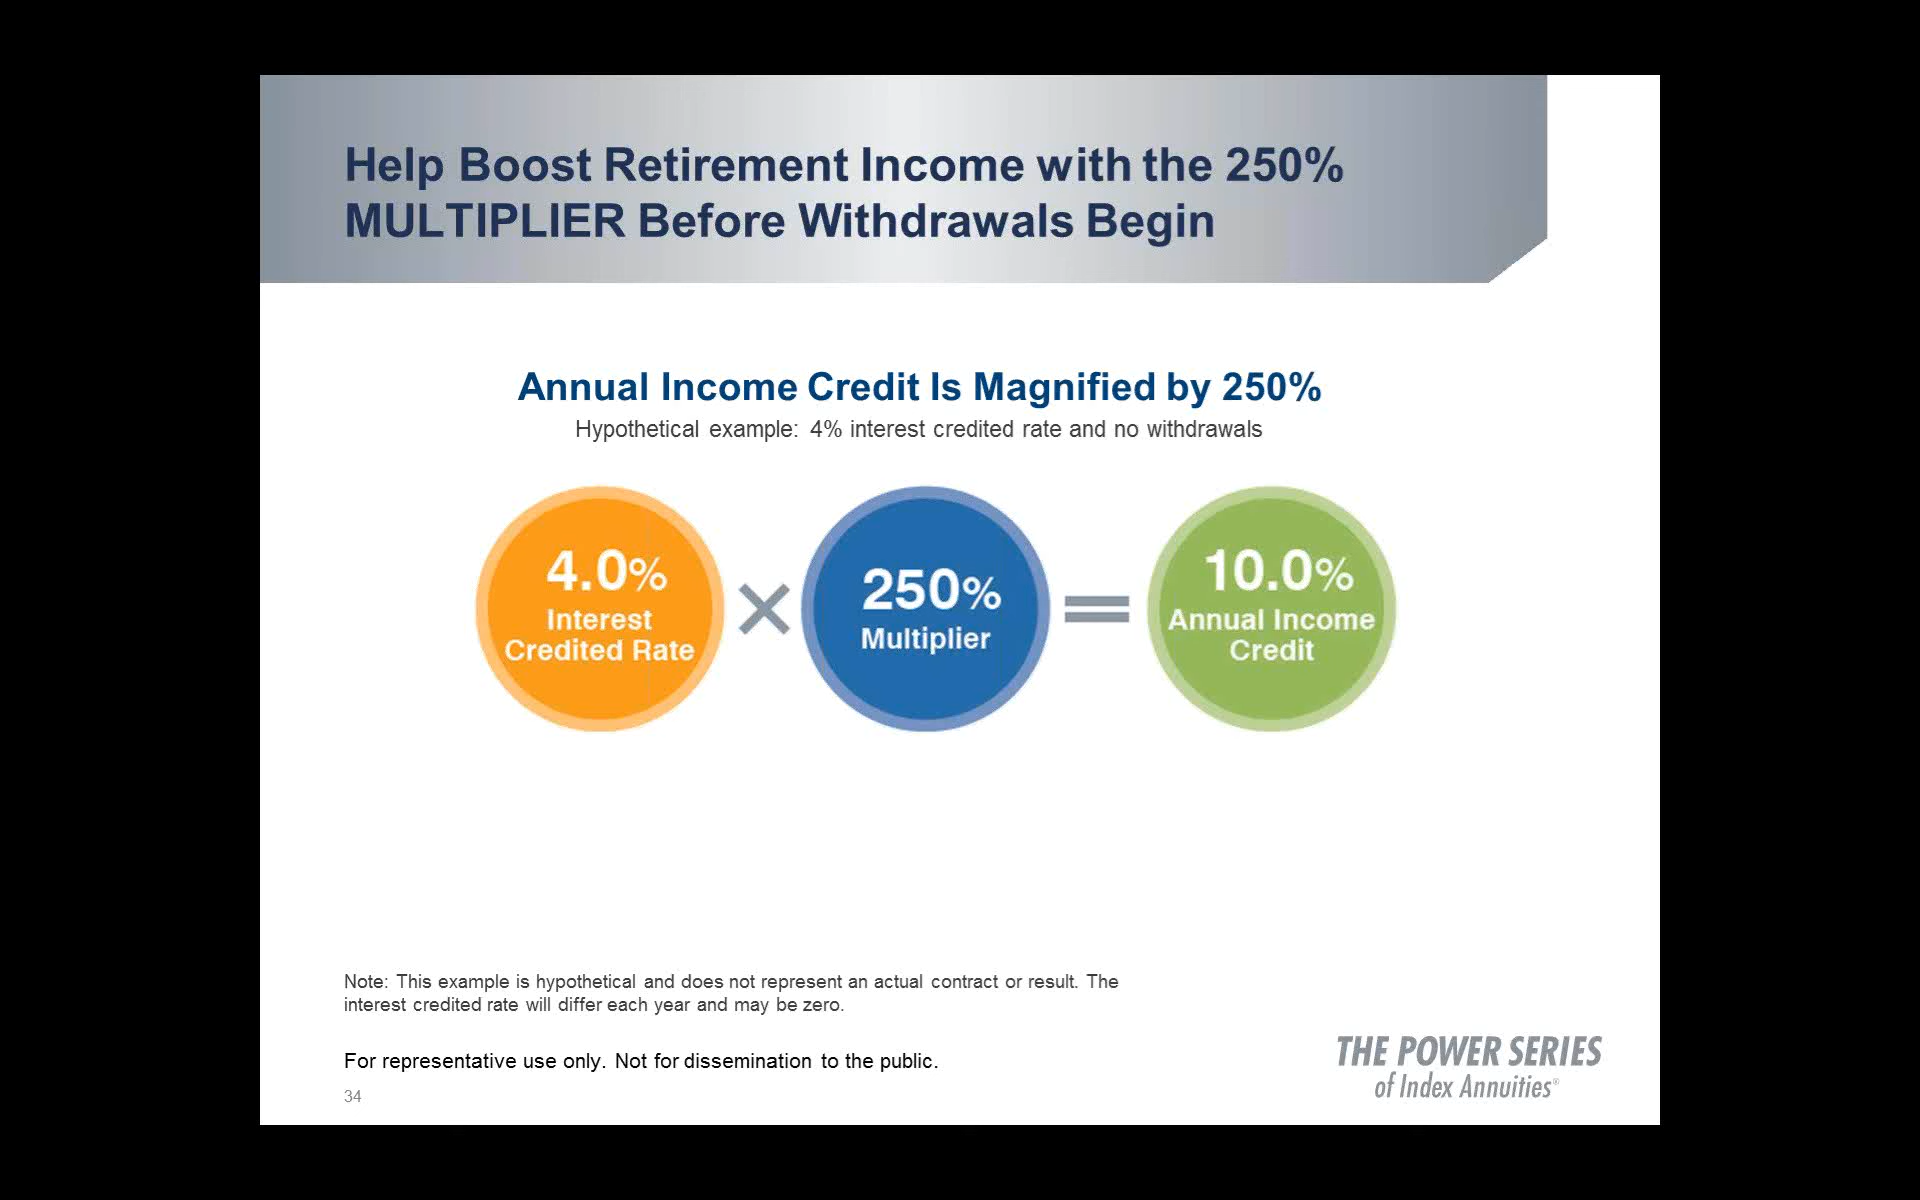 Help Boost Retirement Income with the 250%
MULTIPLIER Before Withdrawals Begin
Annual Income Credit Is Magnified by 250%
Hypothetical example: 4% interest credited rate and no withdrawals
4.0%
Interest
Credited Rate
×
250%
Multiplier
=
10.0%
Annual Income
Credit
Note: This example is hypothetical and does not represent an actual contract or result. The
interest credited rate will differ each year and may be zero.
For representative use only. Not for dissemination to the public.
34
THE POWER SERIES
of Index Annuities®